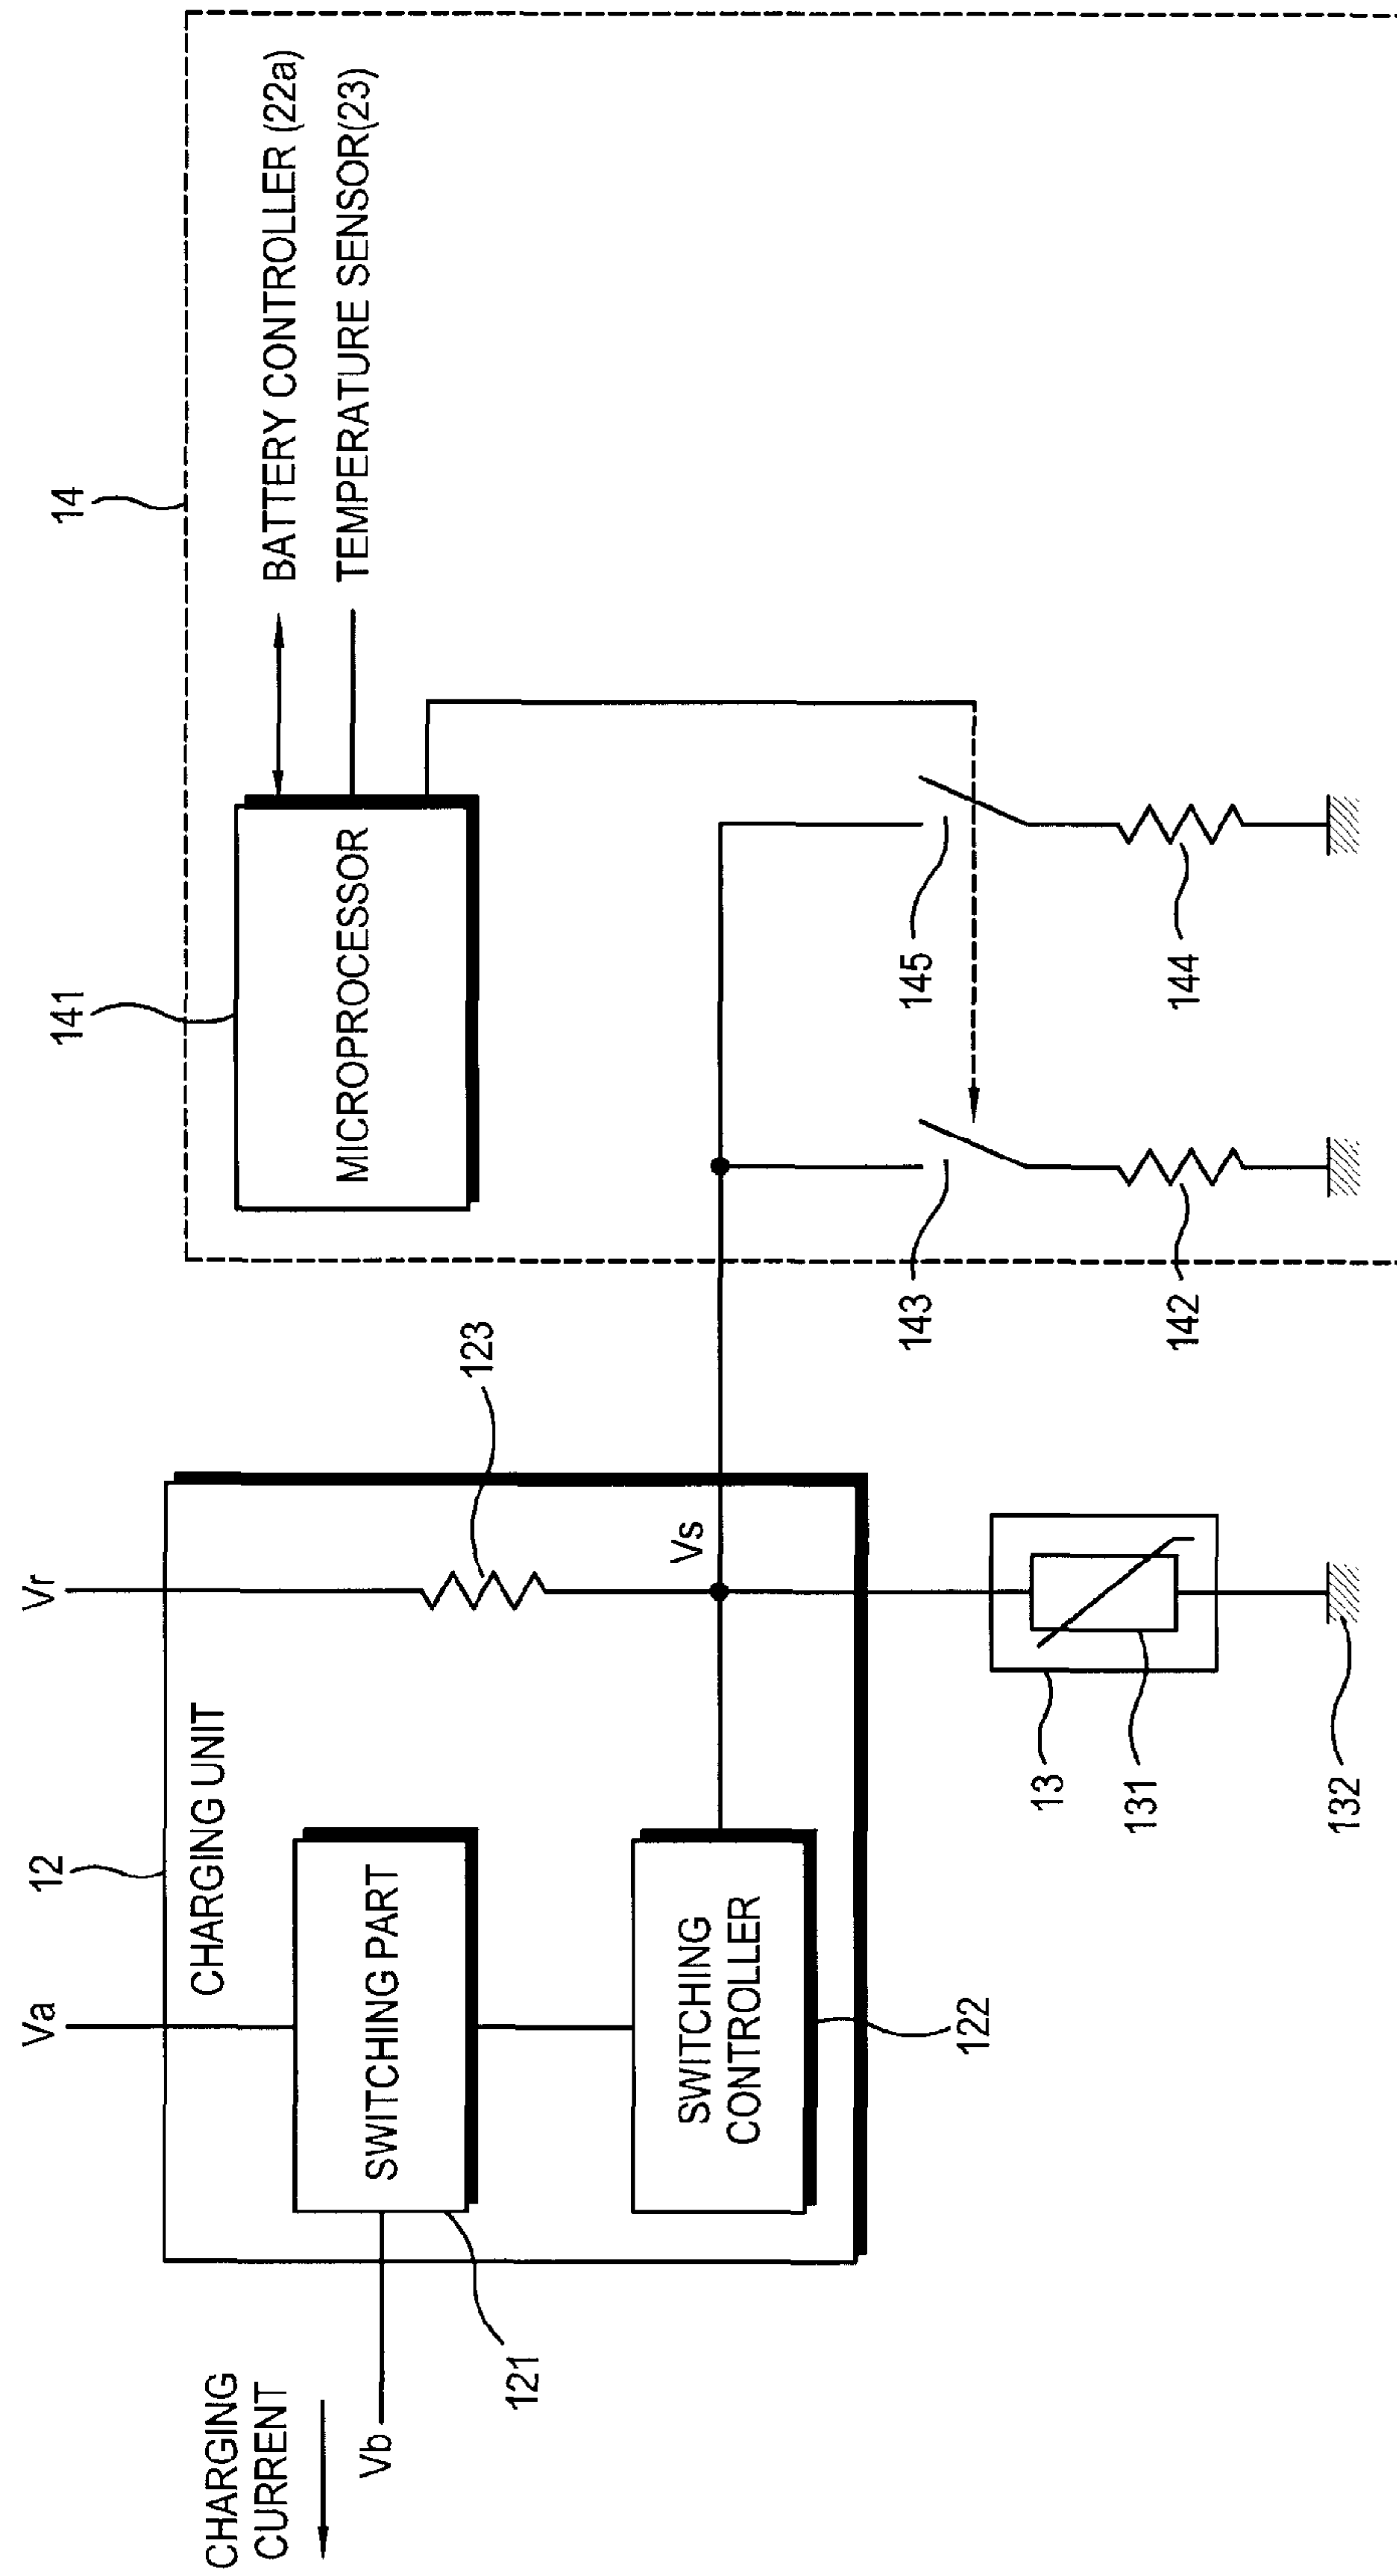 CHARGING
CURRENT
Vb
121
12
Va
CHARGING UNIT
SWITCHING PART
SWITCHING
CONTROLLER
122
Vr
123
Vs
13
131
132
14
141
MICROPROCESSOR
BATTERY CONTROLLER (22a)
TEMPERATURE SENSOR(23)
143
142
145
144